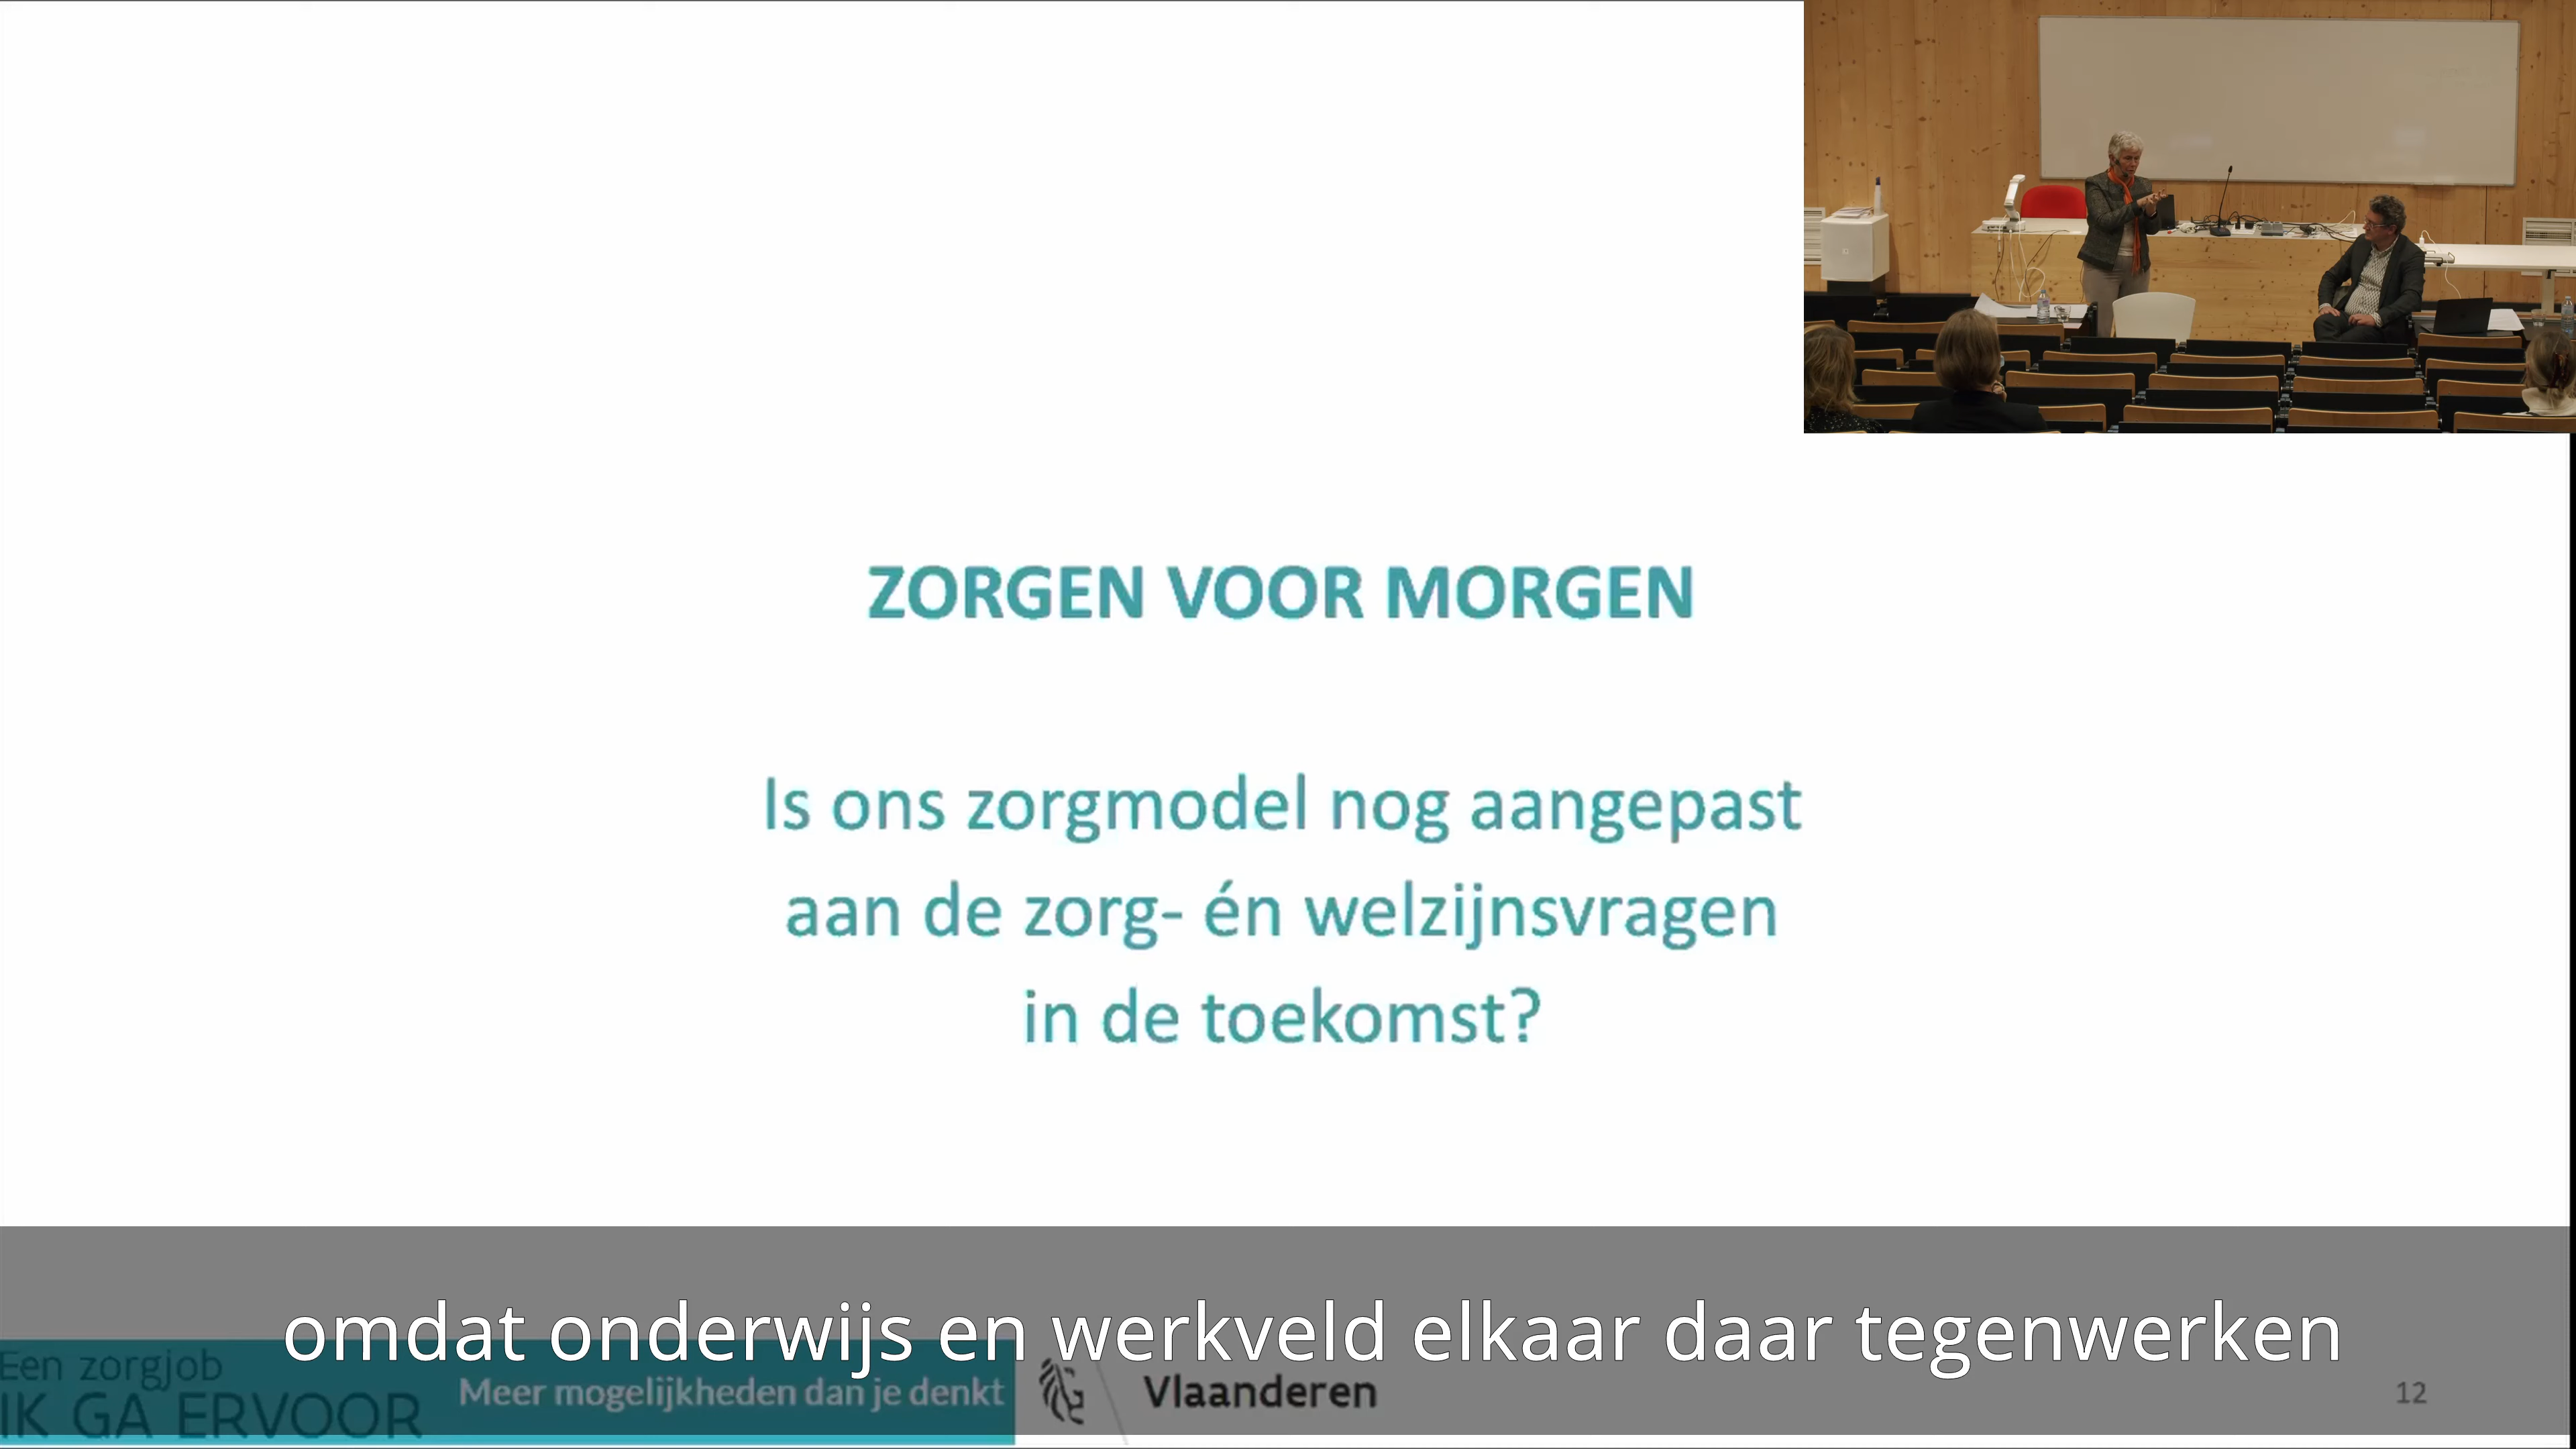 ZORGEN VOOR MORGEN
Is ons zorgmodel nog aangepast
aan de zorg- én welzijnsvragen
in de toekomst?
omdat onderwijs en werkveld elkaar daar tegenwerken
Een zorgjob
IK GA ERVOOR
Meer mogelijkheden dan je denkt
Vlaanderen
12